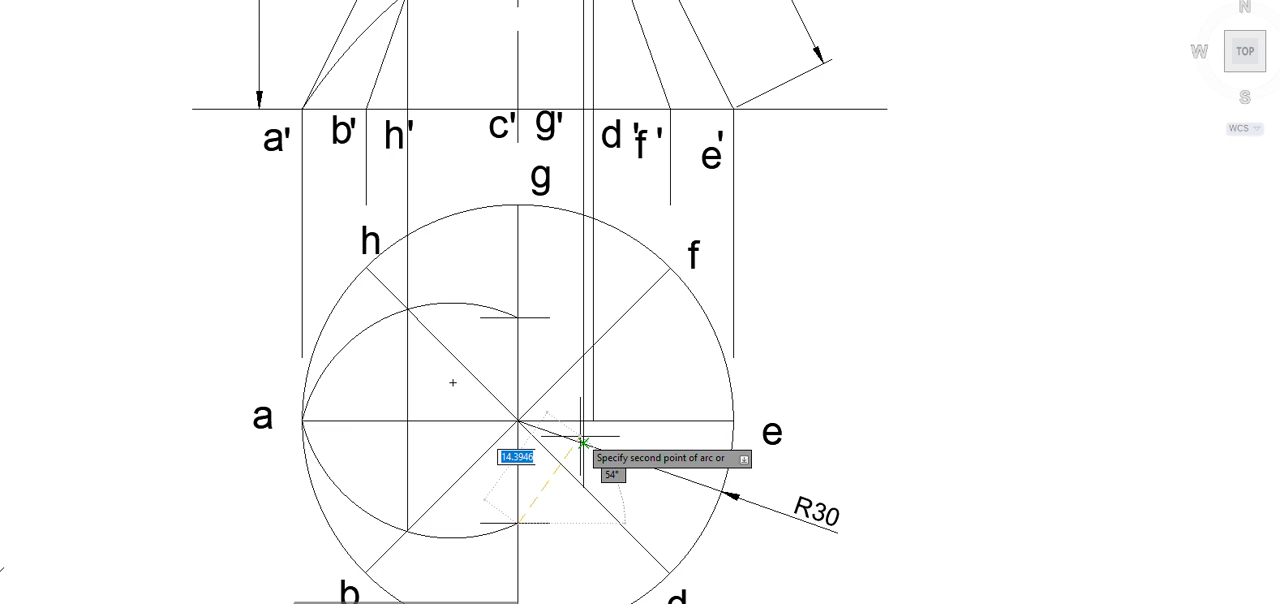 N
W
TOP
S
WCS
a' b' h' c' g' d' f' e'
g
h
f
a
e
14.3946
Specify second point of arc or
54°
R30
b
d